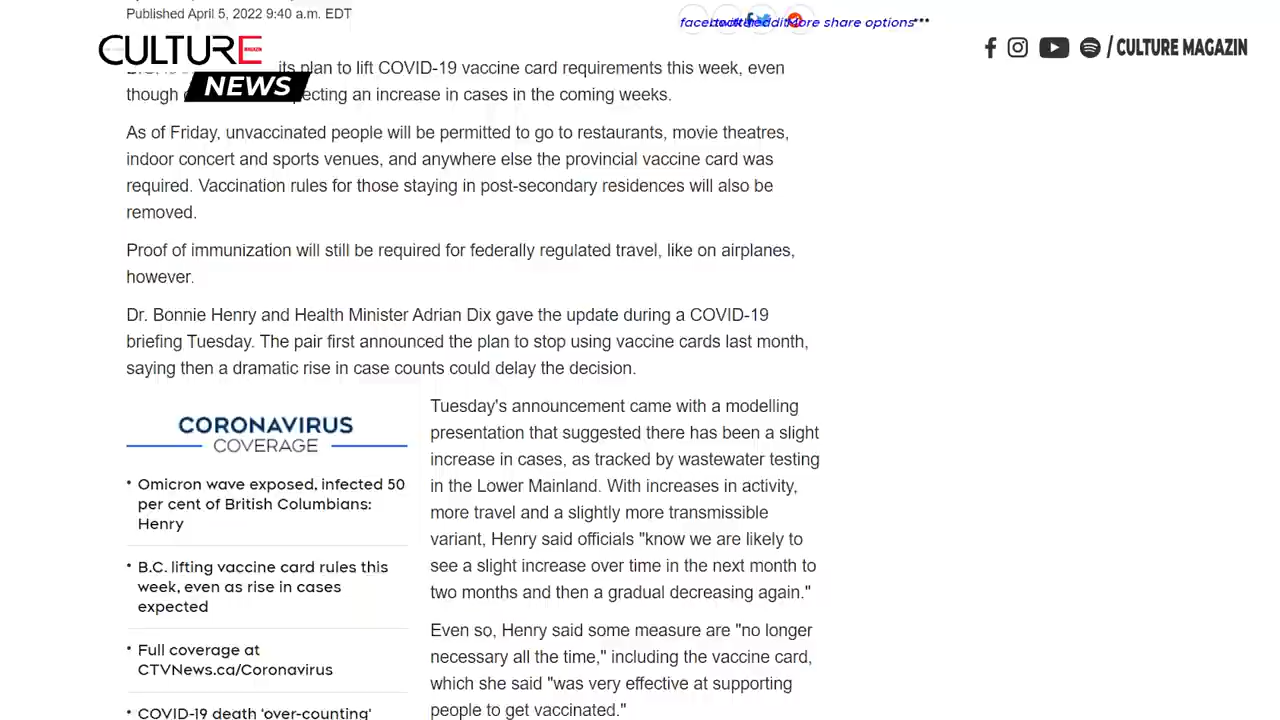 Published April 5, 2022 9:40 a.m. EDT
More share options
CULTURE
NEWS
/ CULTURE MAGAZIN
its plan to lift COVID-19 vaccine card requirements this week, even
though an increase in cases in the coming weeks.
As of Friday, unvaccinated people will be permitted to go to restaurants, movie theatres,
indoor concert and sports venues, and anywhere else the provincial vaccine card was
required. Vaccination rules for those staying in post-secondary residences will also be
removed.
Proof of immunization will still be required for federally regulated travel, like on airplanes,
however.
Dr. Bonnie Henry and Health Minister Adrian Dix gave the update during a COVID-19
briefing Tuesday. The pair first announced the plan to stop using vaccine cards last month,
saying then a dramatic rise in case counts could delay the decision.
CORONAVIRUS
COVERAGE
• Omicron wave exposed, infected 50
per cent of British Columbians:
Henry
• B.C. lifting vaccine card rules this
week, even as rise in cases
expected
• Full coverage at
CTVNews.ca/Coronavirus
• COVID-19 death 'over-counting'
Tuesday's announcement came with a modelling
presentation that suggested there has been a slight
increase in cases, as tracked by wastewater testing
in the Lower Mainland. With increases in activity,
more travel and a slightly more transmissible
variant, Henry said officials "know we are likely to
see a slight increase over time in the next month to
two months and then a gradual decreasing again."
Even so, Henry said some measure are "no longer
necessary all the time," including the vaccine card,
which she said "was very effective at supporting
people to get vaccinated."